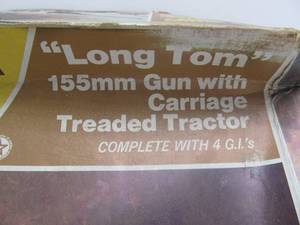 "Long Tom"
155mm Gun with
Carriage
Treaded Tractor
COMPLETE WITH 4 G.I.'s